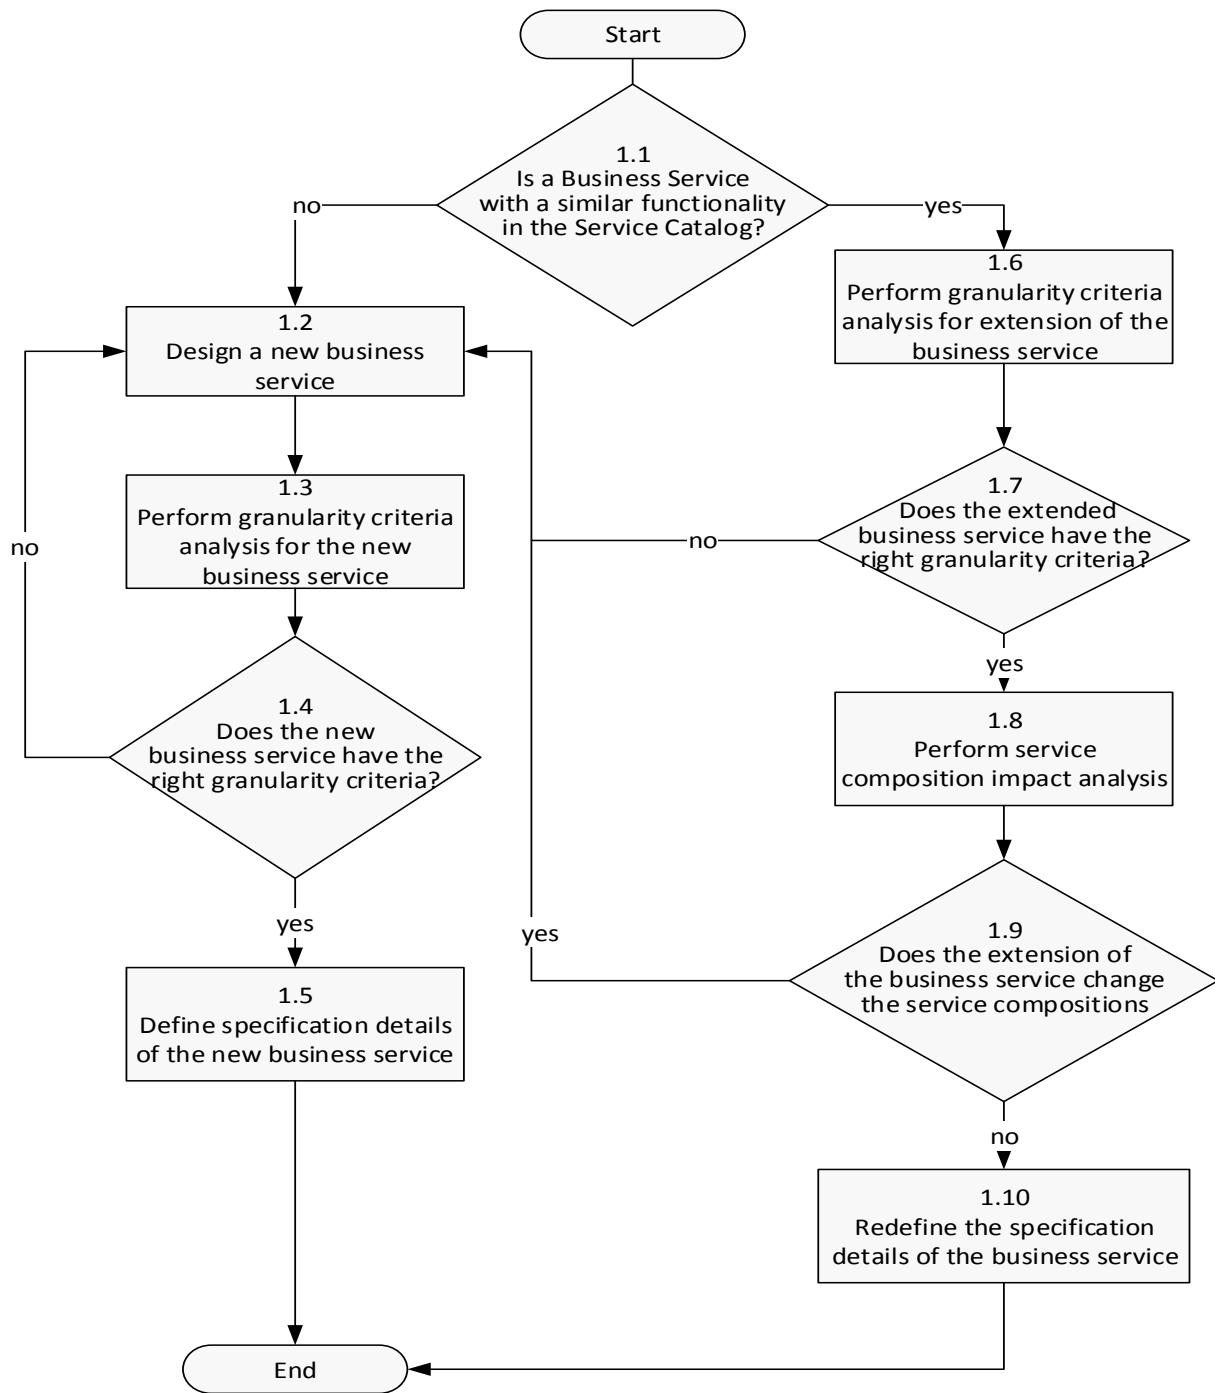 Start
1.1
Is a Business Service
with a similar functionality
in the Service Catalog?
no
yes
1.2
Design a new business
service
1.6
Perform granularity criteria
analysis for extension of the
business service
1.3
Perform granularity criteria
analysis for the new
business service
no
no
1.7
Does the extended
business service have the
right granularity criteria?
yes
1.4
Does the new
business service have the
right granularity criteria?
1.8
Perform service
composition impact analysis
yes
yes
1.9
Does the extension of
the business service change
the service compositions
1.5
Define specification details
of the new business service
no
1.10
Redefine the specification
details of the business service
End